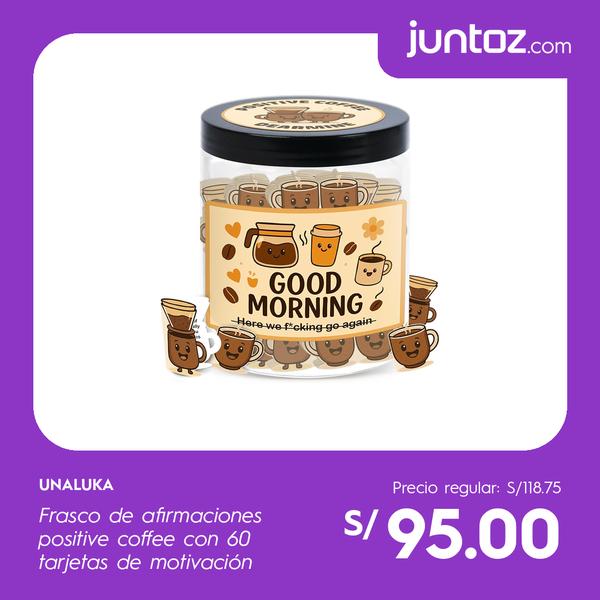 juntoz.com
POSITIVE COFFEE
DEARMINE
GOOD
MORNING
Here we f*cking go again
UNALUKA
Frasco de afirmaciones
positive coffee con 60
tarjetas de motivación
Precio regular: S/118.75
S/ 95.00